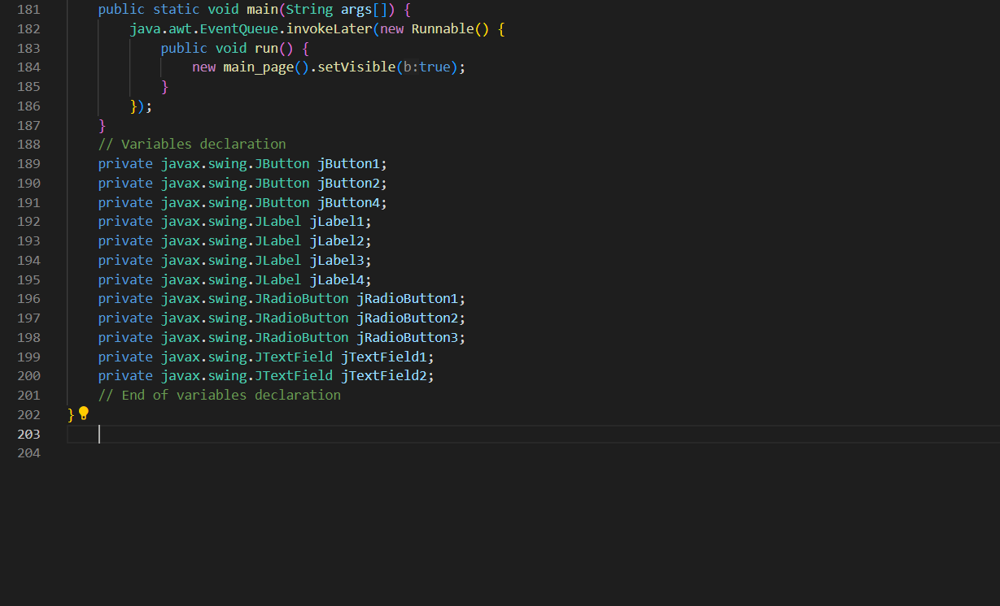 181 public static void main(String args[]) {
182 java.awt.EventQueue.invokeLater(new Runnable() {
183 public void run() {
184 new main_page().setVisible(b:true);
185 }
186 });
187 }
188 // Variables declaration
189 private javax.swing.JButton jButton1;
190 private javax.swing.JButton jButton2;
191 private javax.swing.JButton jButton4;
192 private javax.swing.JLabel jLabel1;
193 private javax.swing.JLabel jLabel2;
194 private javax.swing.JLabel jLabel3;
195 private javax.swing.JLabel jLabel4;
196 private javax.swing.JRadioButton jRadioButton1;
197 private javax.swing.JRadioButton jRadioButton2;
198 private javax.swing.JRadioButton jRadioButton3;
199 private javax.swing.JTextField jTextField1;
200 private javax.swing.JTextField jTextField2;
201 // End of variables declaration
202 }
203
204